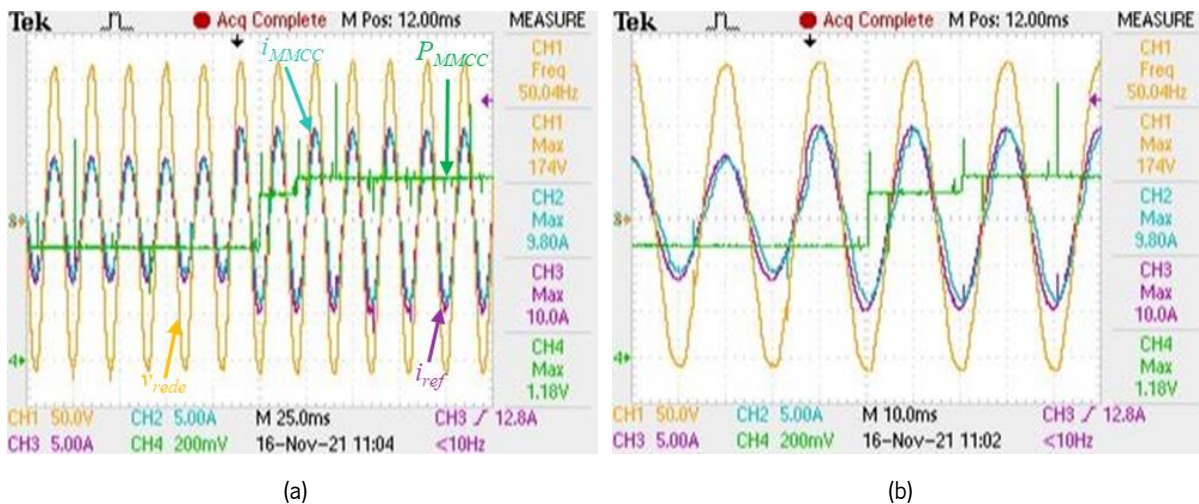 Tek Acq Complete M Pos: 12.00ms MEASURE
CH1
Freq
50.04Hz
CH1
Max
174V
CH2
Max
9.80A
CH3
Max
10.0A
CH4
Max
1.18V
i_MMCC
P_MMCC
v_rede
i_ref
4
CH1 50.0V CH2 5.00A M 25.0ms CH3 12.8A
CH3 5.00A CH4 200mV 16-Nov-21 11:04 <10Hz
(a)
Tek Acq Complete M Pos: 12.00ms MEASURE
CH1
Freq
50.04Hz
CH1
Max
174V
CH2
Max
9.80A
CH3
Max
10.0A
CH4
Max
1.18V
4
CH1 50.0V CH2 5.00A M 10.0ms CH3 12.8A
CH3 5.00A CH4 200mV 16-Nov-21 11:02 <10Hz
(b)